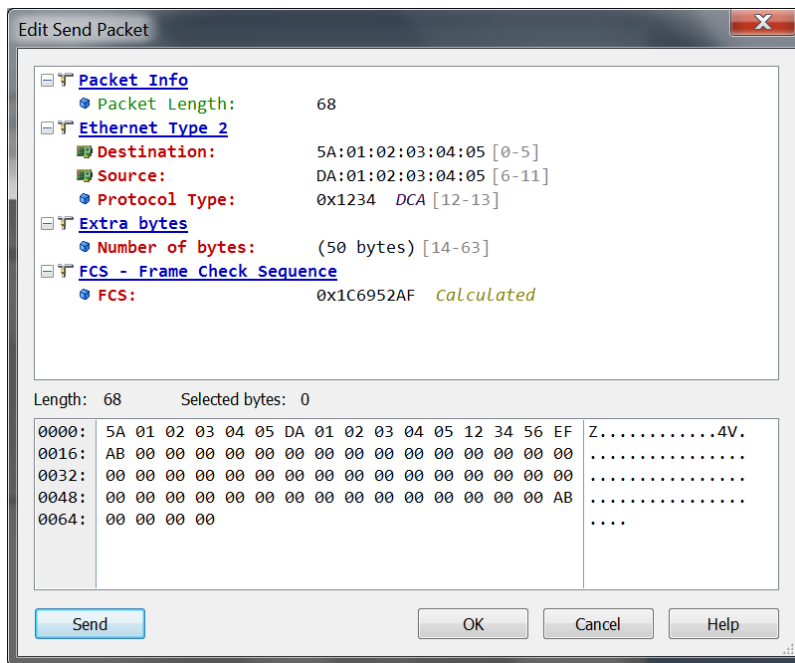 Edit Send Packet
Packet Info
Packet Length: 68
Ethernet Type 2
Destination: 5A:01:02:03:04:05 [0-5]
Source: DA:01:02:03:04:05 [6-11]
Protocol Type: 0x1234 DCA [12-13]
Extra bytes
Number of bytes: (50 bytes) [14-63]
FCS - Frame Check Sequence
FCS: 0x1C6952AF Calculated
Length: 68 Selected bytes: 0
0000: 5A 01 02 03 04 05 DA 01 02 03 04 05 12 34 56 EF Z............4V.
0016: AB 00 00 00 00 00 00 00 00 00 00 00 00 00 00 00 ................
0032: 00 00 00 00 00 00 00 00 00 00 00 00 00 00 00 00 ................
0048: 00 00 00 00 00 00 00 00 00 00 00 00 00 00 00 AB ................
0064: 00 00 00 00 ....
Send OK Cancel Help